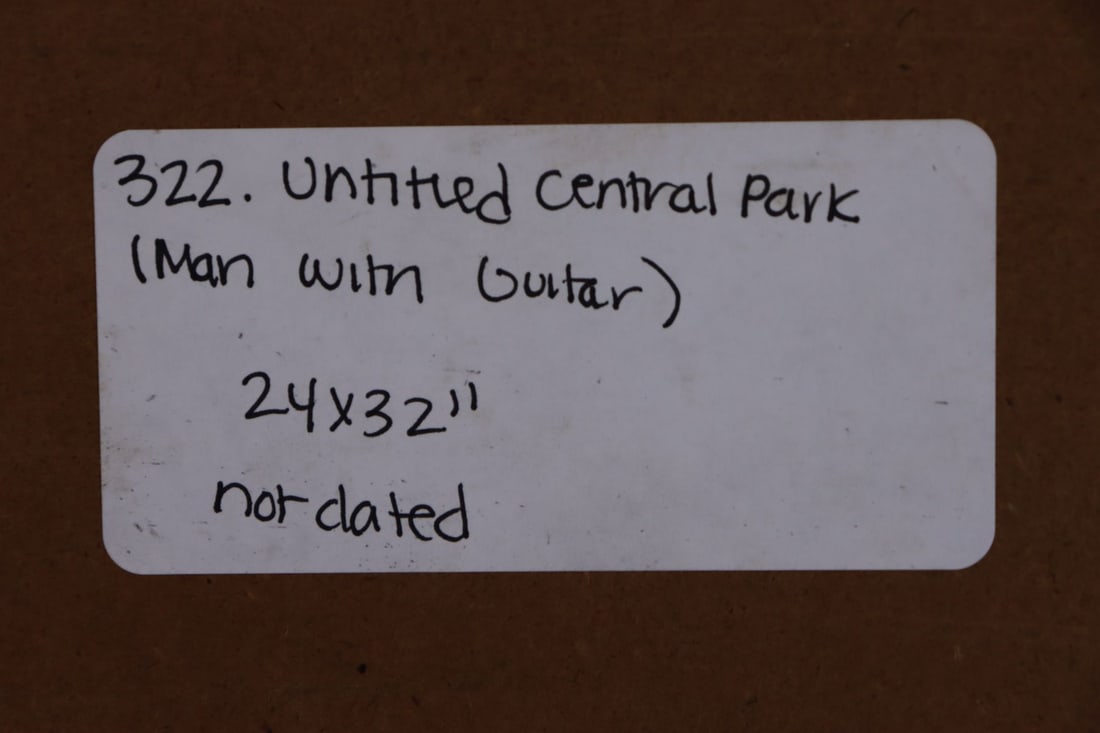 322. Untitled Central Park
(Man with Guitar)
24x32"
not dated